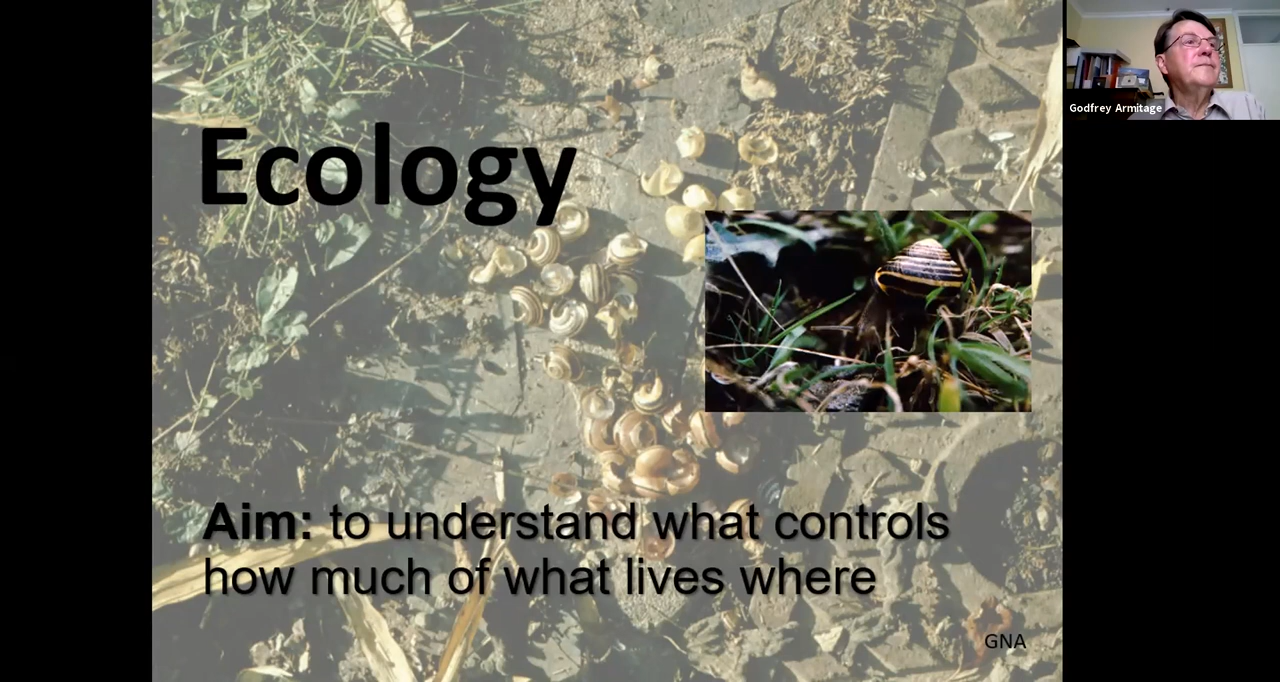 Godfrey Armitage
Ecology
Aim: to understand what controls
how much of what lives where
GNA